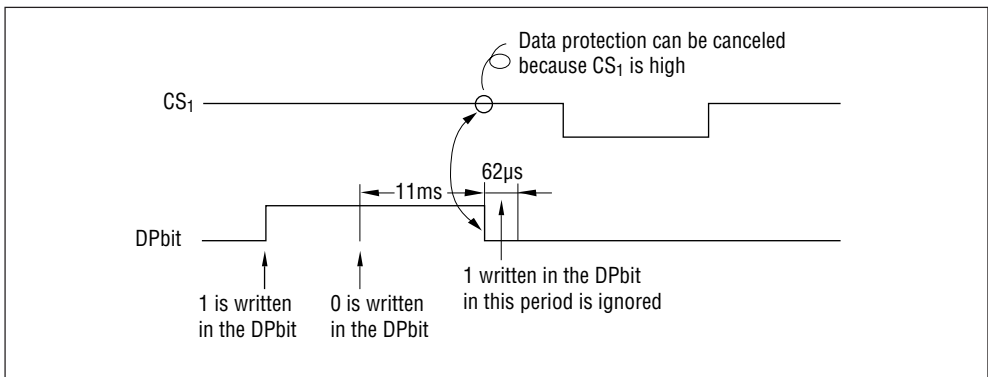 Data protection can be canceled
because CS₁ is high
CS₁
62µs
11ms
DPbit
1 written in the DPbit
in this period is ignored
1 is written
in the DPbit
0 is written
in the DPbit